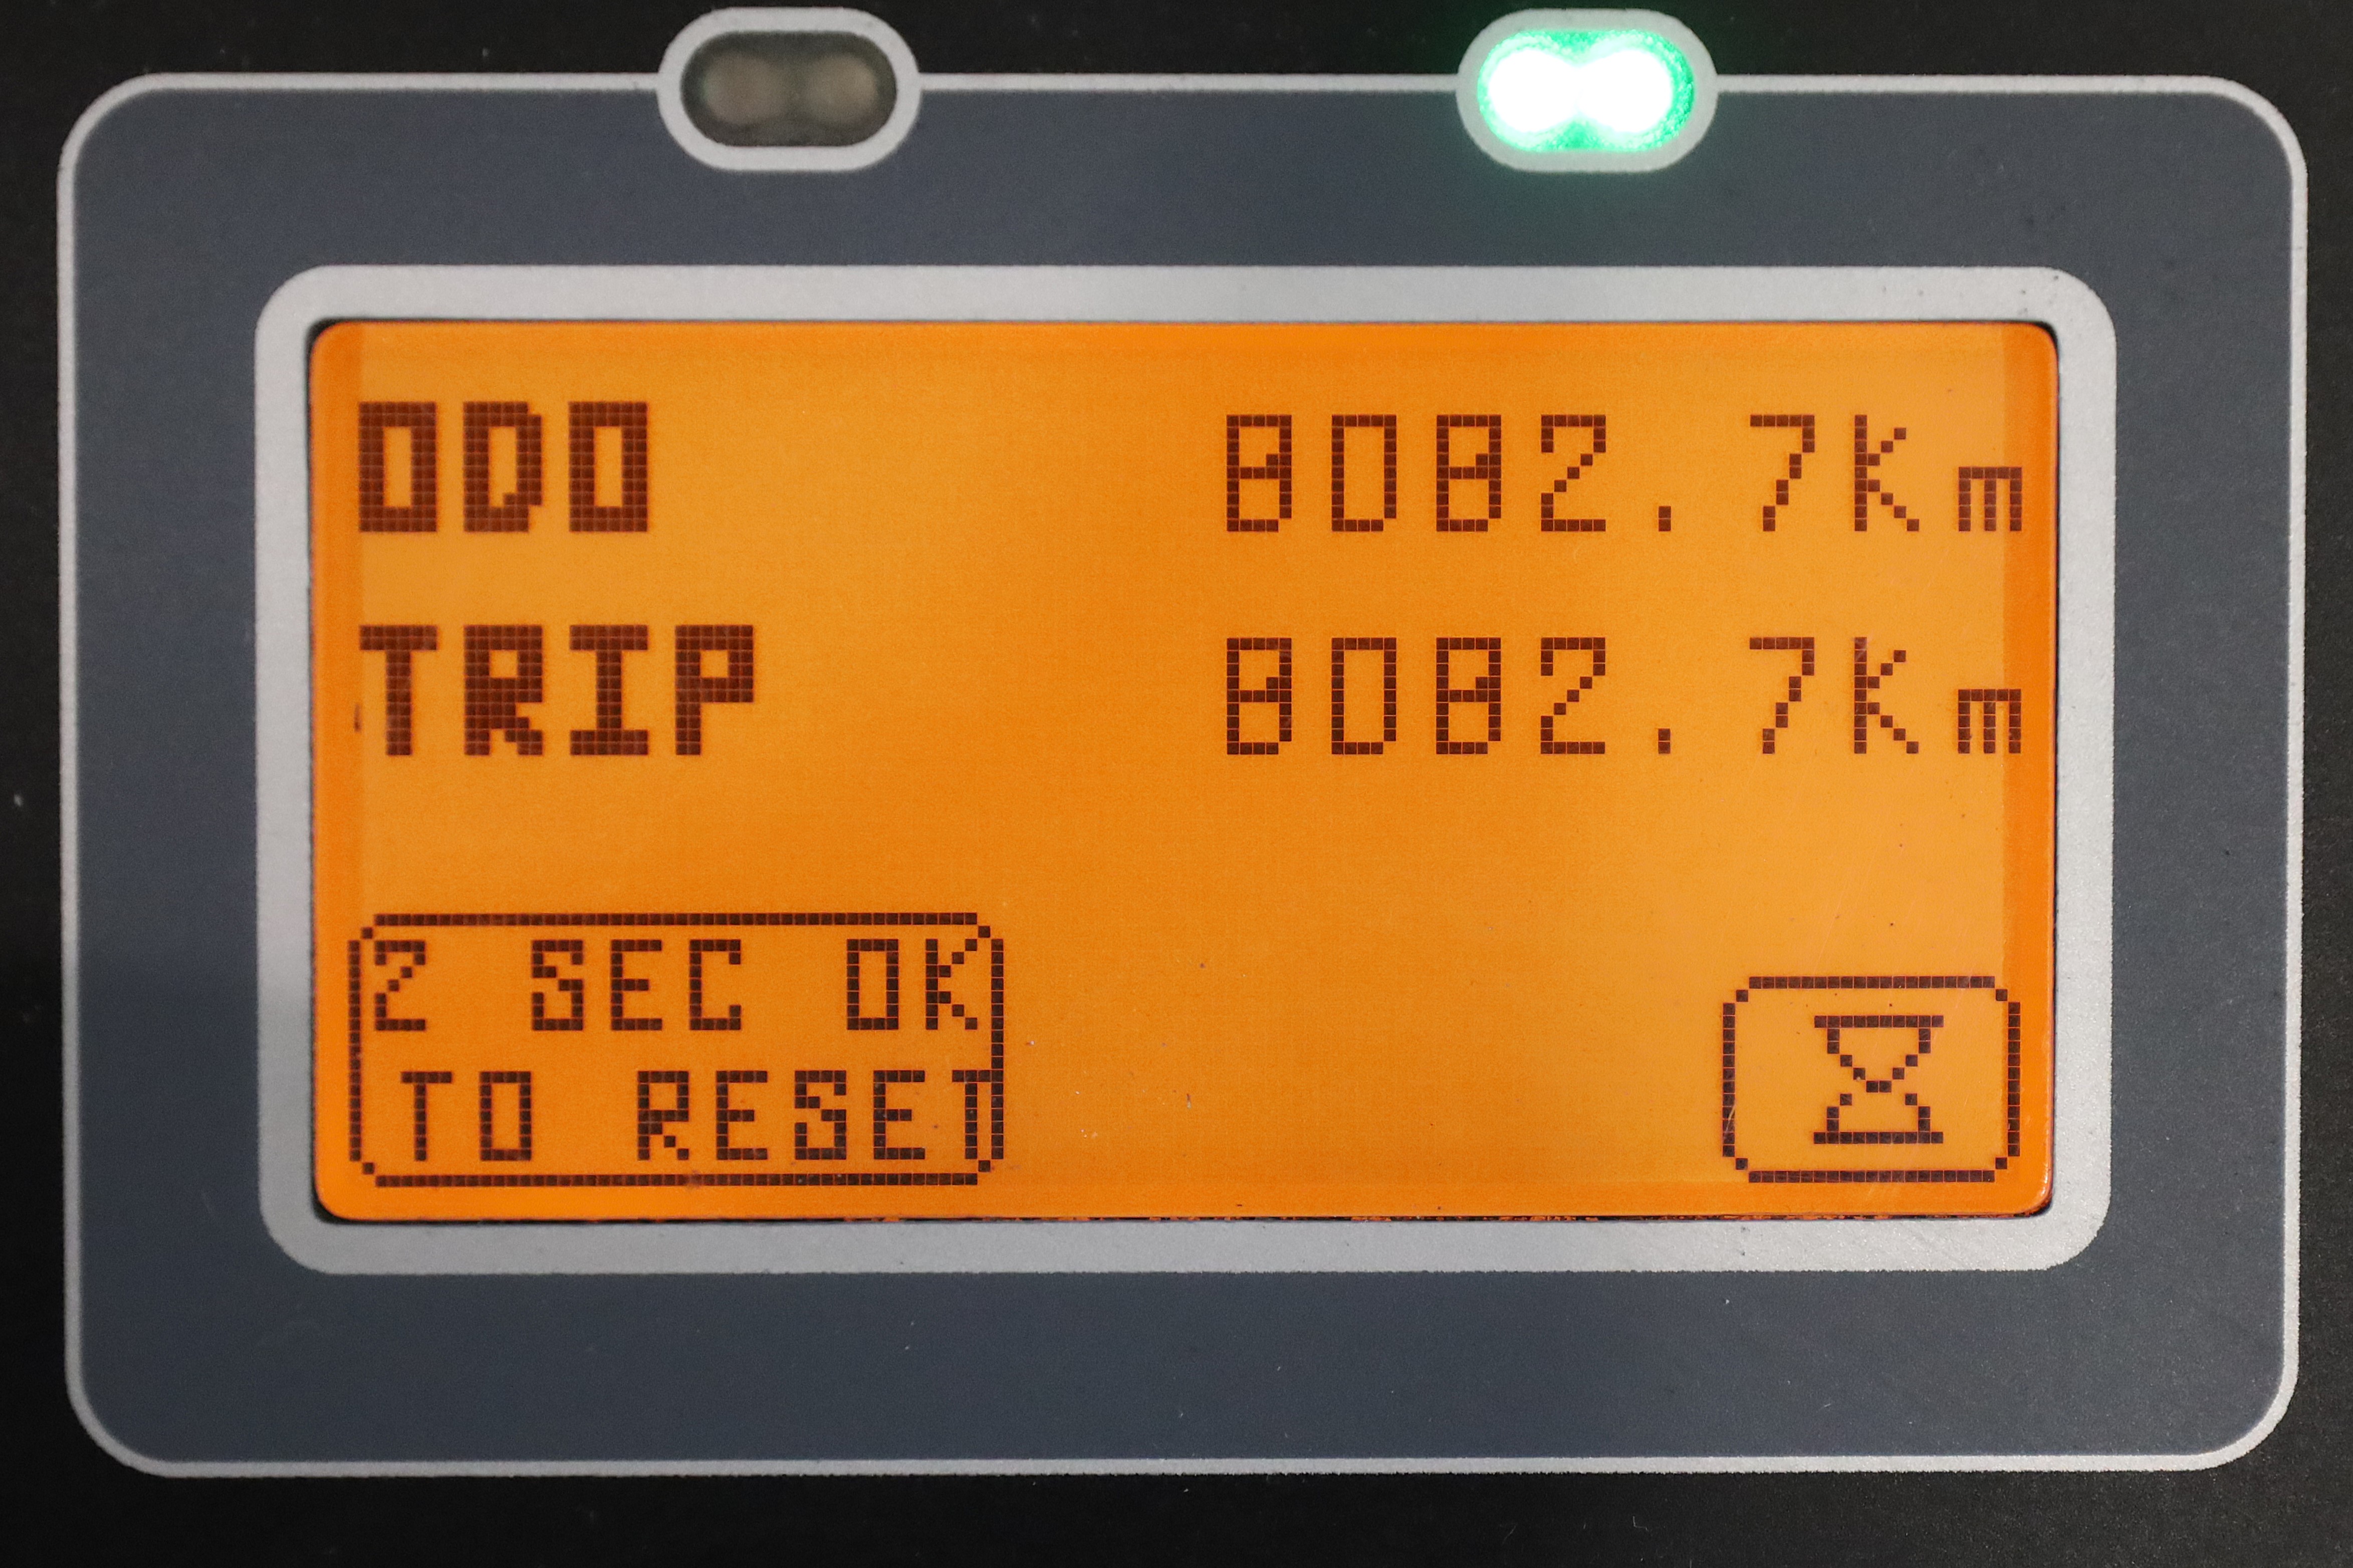 ODO 8082.7Km
TRIP 8082.7Km
2 SEC OK
TO RESET